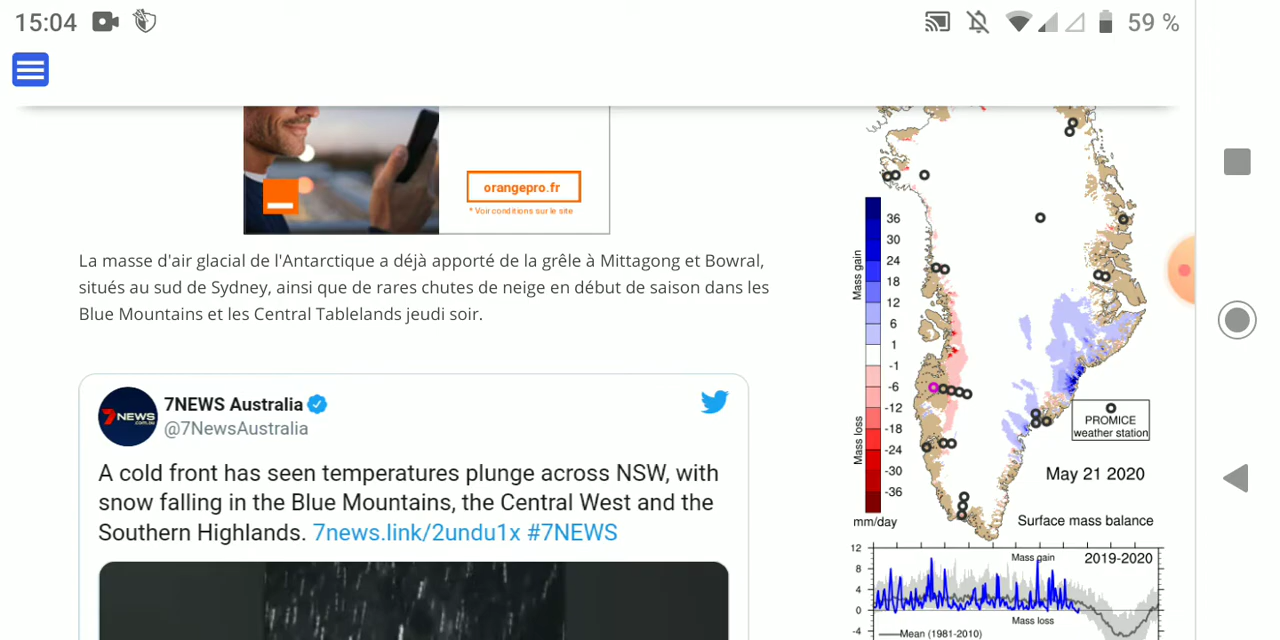 15:04
59 %
orangepro.fr
* Voir conditions sur le site
La masse d'air glacial de l'Antarctique a déjà apporté de la grêle à Mittagong et Bowral,
situés au sud de Sydney, ainsi que de rares chutes de neige en début de saison dans les
Blue Mountains et les Central Tablelands jeudi soir.
7NEWS
.com.au
7NEWS Australia
@7NewsAustralia
A cold front has seen temperatures plunge across NSW, with
snow falling in the Blue Mountains, the Central West and the
Southern Highlands. 7news.link/2undu1x #7NEWS
Mass gain
Mass loss
36
30
24
18
12
6
1
-1
-6
-12
-18
-24
-30
-36
mm/day
PROMICE
weather station
May 21 2020
Surface mass balance
12
8
4
0
-4
Mass gain
2019-2020
Mass loss
Mean (1981-2010)